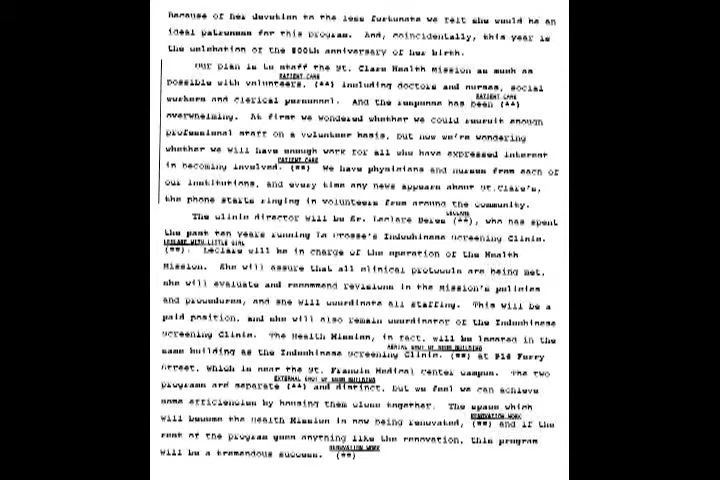 Because of her devotion to the less fortunate we felt she would be an
ideal patroness for this program. And, coincidentally, this year is
the celebration of the 800th anniversary of her birth.
Our plan is to staff the St. Clare Health Mission as much as
PATIENT CARE
possible with volunteers, (**) including doctors and nurses, social
PATIENT CARE
workers and clerical personnel. And the response has been (**)
overwhelming. At first we wondered whether we could recruit enough
professional staff on a volunteer basis, but now we're wondering
whether we will have enough work for all who have expressed interest
PATIENT CARE
in becoming involved. (**) We have physicians and nurses from each of
our institutions, and every time any news appears about St.Clare's,
the phone starts ringing in volunteers from around the community.
LECLARE
The clinic director will be Sr. Leclare Beres (**), who has spent
the past ten years running La Crosse's Indochinese Screening Clinic.
LECLARE WITH LITTLE GIRL
(**). Leclare will be in charge of the operation of the Health
Mission. She will assure that all clinical protocols are being met,
she will evaluate and recommend revisions in the Mission's policies
and procedures, and she will coordinate all staffing. This will be a
paid position, and she will also remain coordinator of the Indochinese
Screening Clinic. The Health Mission, in fact, will be located in the
AERIAL SHOT OF BUILDING
same building as the Indochinese Screening Clinic. (**) at 916 Ferry
Street, which is near the St. Francis Medical Center campus. The two
EXTERNAL SHOT OF BUILDING
programs are separate (**) and distinct, but we feel we can achieve
some efficiencies by housing them close together. The space which
RENOVATION WORK
will become the Health Mission is now being renovated, (**) and if the
rest of the program goes anything like the renovation, this program
RENOVATION WORK
will be a tremendous success. (**)